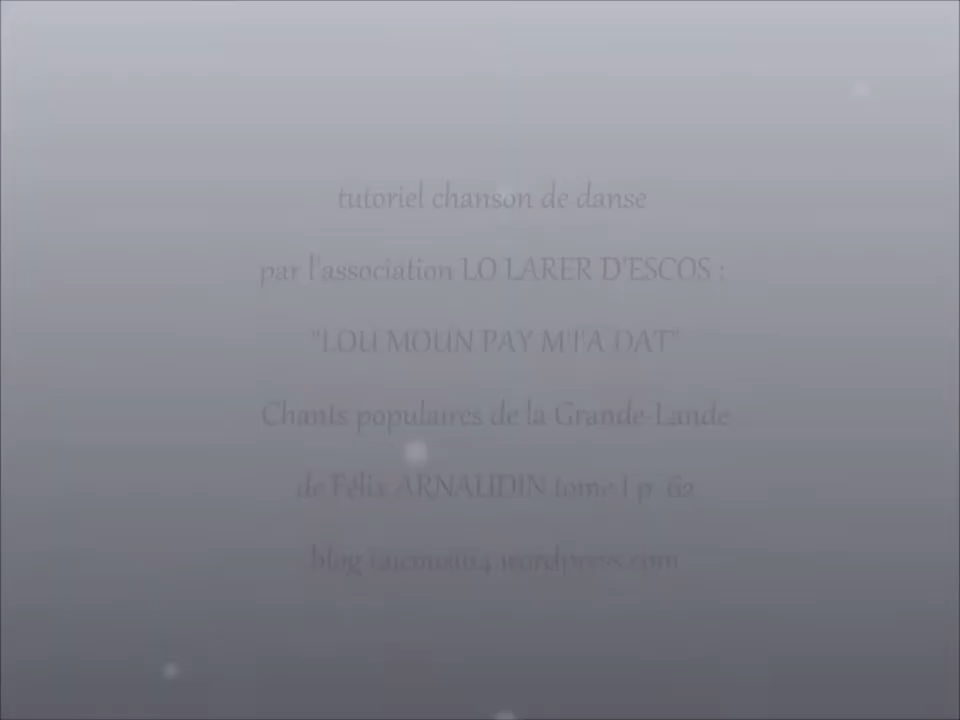 tutoriel chanson de danse
par l'association LO LARER D'ESCOS :
"LOU MOUN PAY M'I'A DAT"
Chants populaires de la Grande-Lande
de Félix ARNAUDIN tome I p. 62
blog